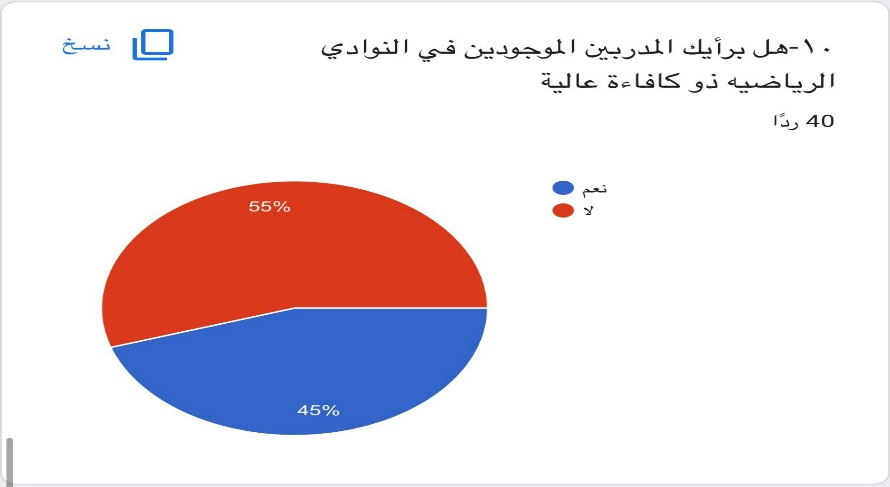 ١٠-هل برأيك المدربين الموجودين في النوادي
الرياضيه ذو كافاءة عالية
نسخ
40 ردًا
نعم
لا
55%
45%